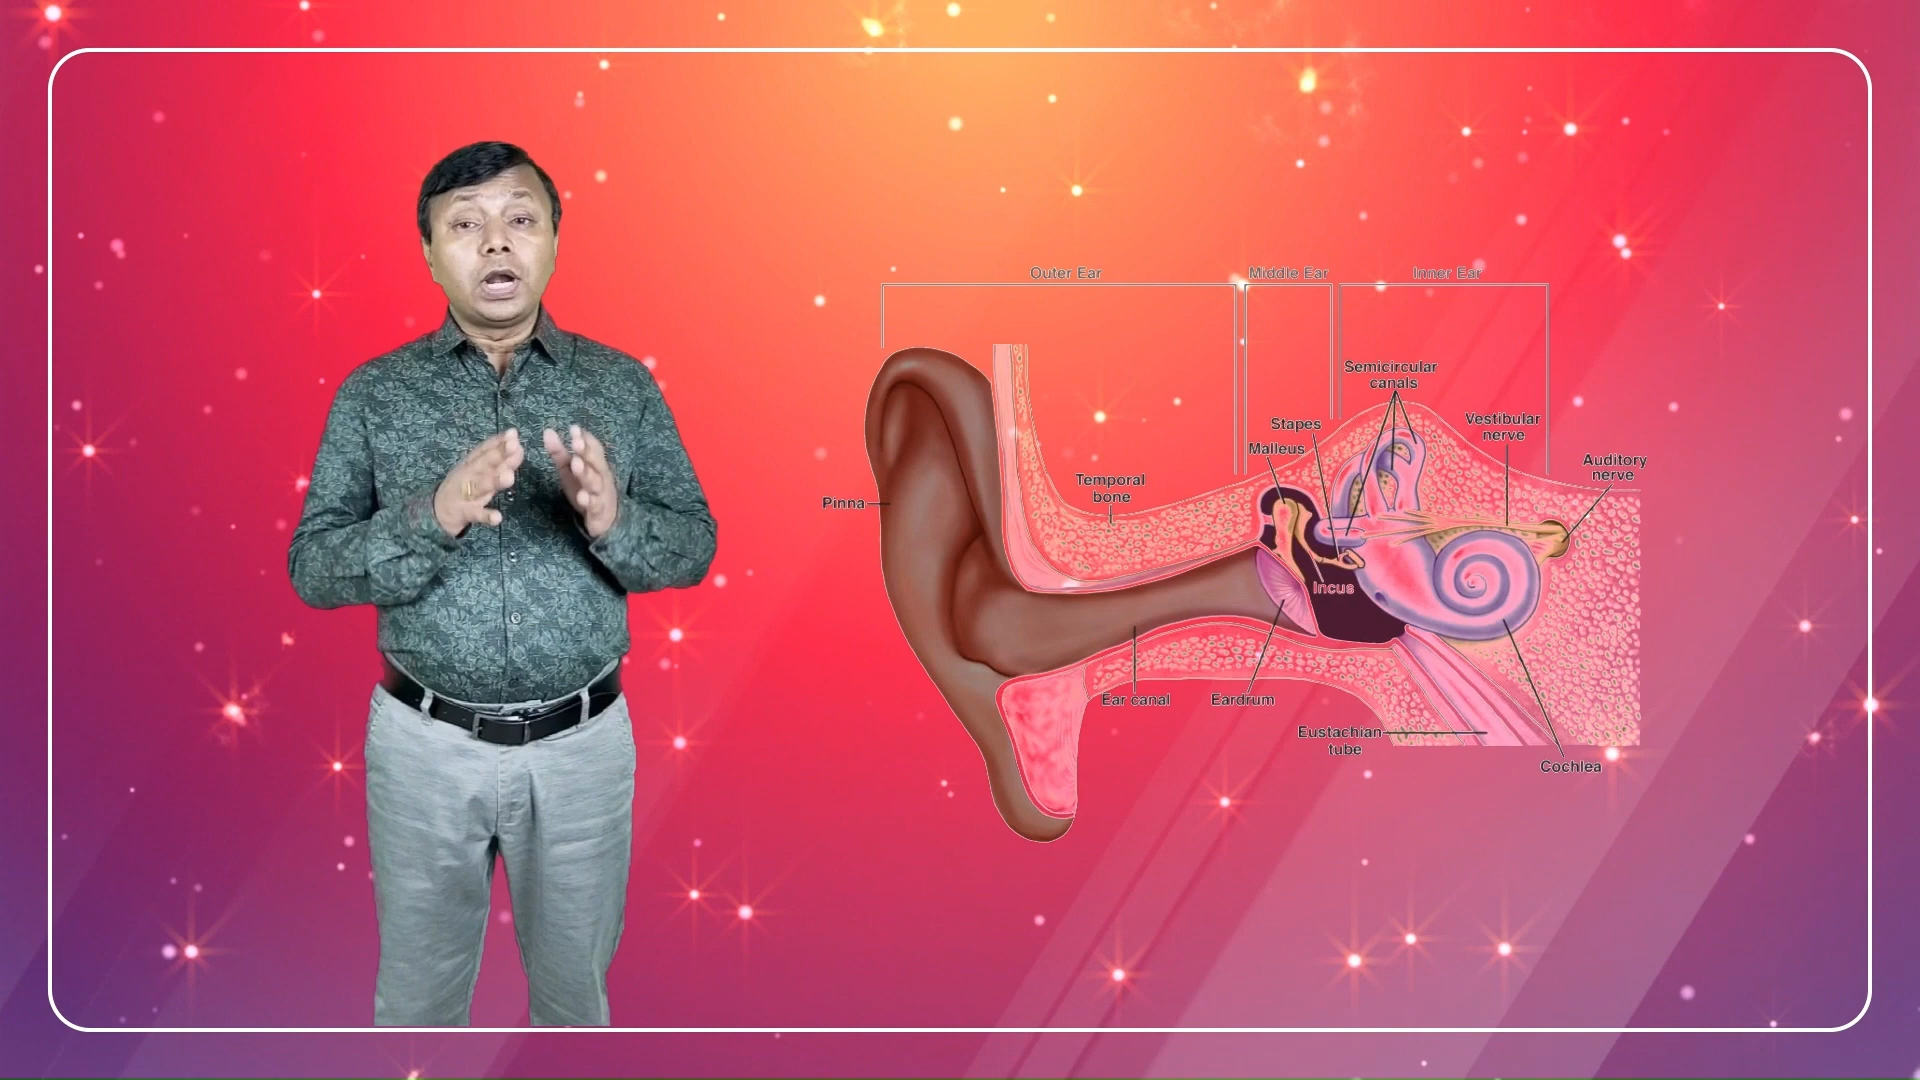 Outer Ear
Middle Ear
Inner Ear
Semicircular
canals
Stapes
Vestibular
nerve
Malleus
Auditory
nerve
Temporal
bone
Pinna
Incus
Ear canal
Eardrum
Eustachian
tube
Cochlea